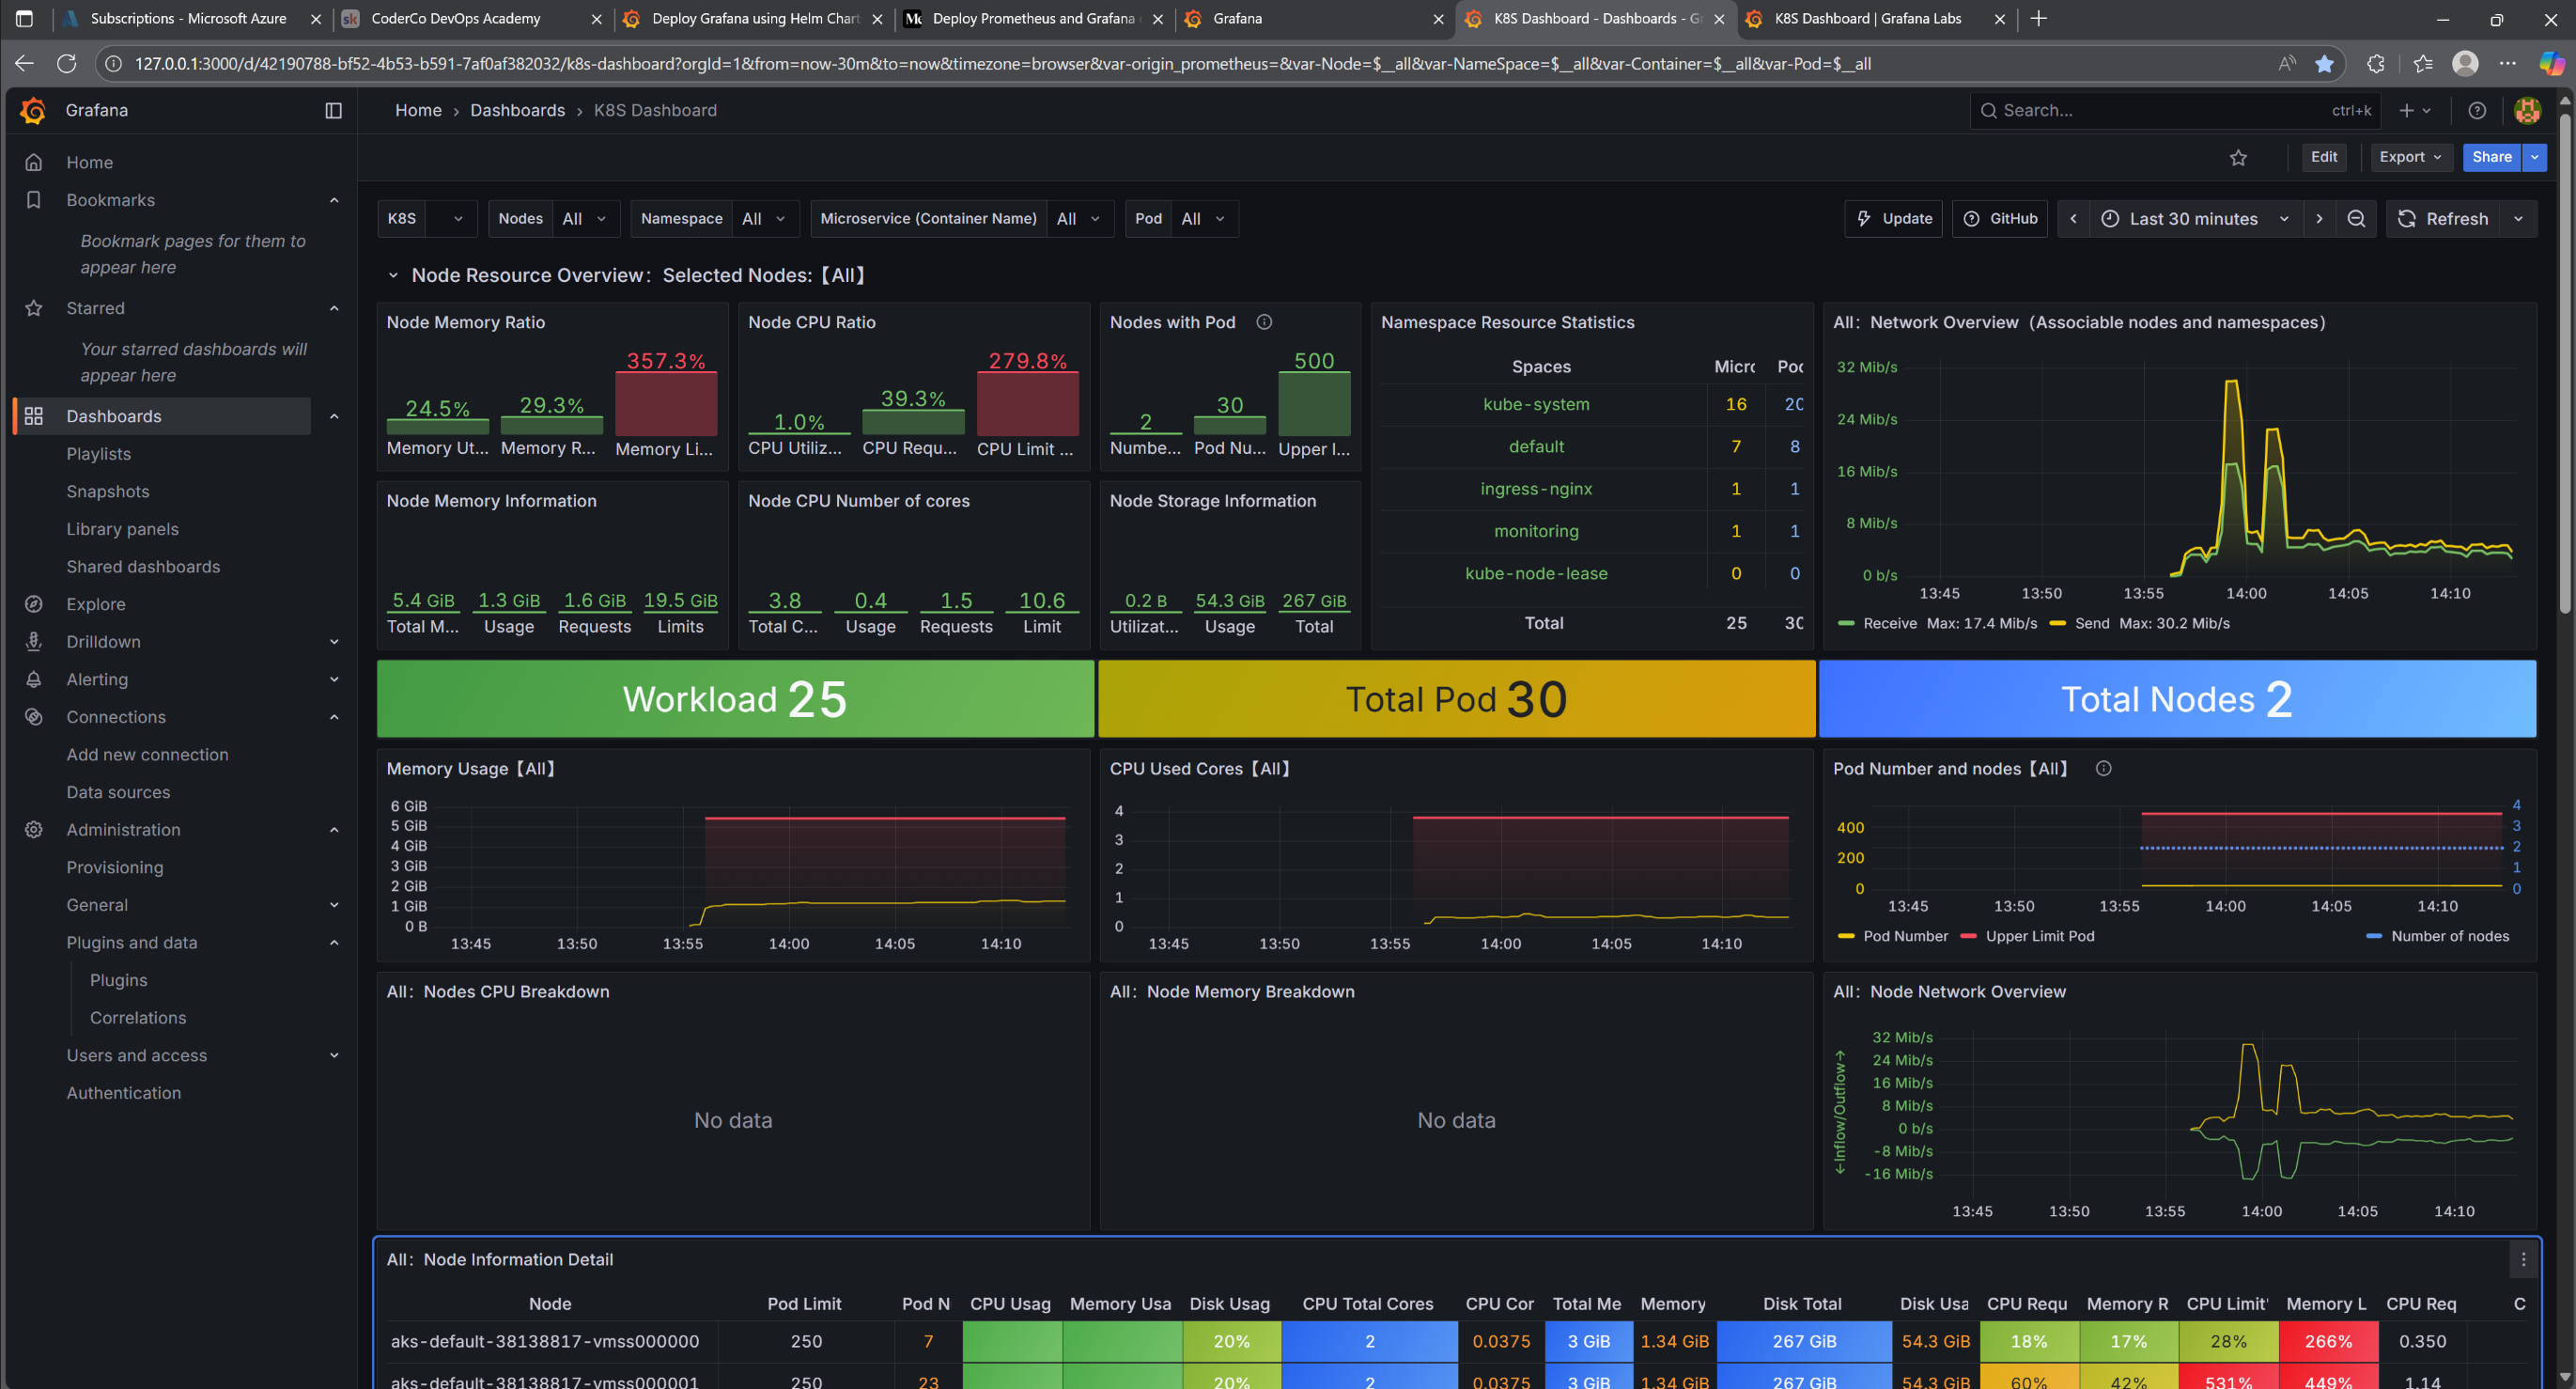 Subscriptions - Microsoft Azure
CoderCo DevOps Academy
Deploy Grafana using Helm Chart
Deploy Prometheus and Grafana
Grafana
K8S Dashboard - Dashboards - G
K8S Dashboard | Grafana Labs
127.0.0.1:3000/d/42190788-bf52-4b53-b591-7af0af382032/k8s-dashboard?orgId=1&from=now-30m&to=now&timezone=browser&var-origin_prometheus=&var-Node=$__all&var-NameSpace=$__all&var-Container=$__all&var-Pod=$__all
Grafana
Home › Dashboards › K8S Dashboard
Search... ctrl+k
Edit Export Share
Home
Bookmarks
Bookmark pages for them to
appear here
Starred
Your starred dashboards will
appear here
Dashboards
Playlists
Snapshots
Library panels
Shared dashboards
Explore
Drilldown
Alerting
Connections
Add new connection
Data sources
Administration
Provisioning
General
Plugins and data
Plugins
Correlations
Users and access
Authentication
K8S Nodes All Namespace All Microservice (Container Name) All Pod All
Update GitHub Last 30 minutes Refresh
Node Resource Overview：Selected Nodes:【All】
Node Memory Ratio
24.5% 29.3% 357.3%
Memory Ut... Memory R... Memory Li...
Node CPU Ratio
1.0% 39.3% 279.8%
CPU Utiliz... CPU Requ... CPU Limit ...
Nodes with Pod
2 30 500
Numbe... Pod Nu... Upper l...
Node Memory Information
5.4 GiB 1.3 GiB 1.6 GiB 19.5 GiB
Total M... Usage Requests Limits
Node CPU Number of cores
3.8 0.4 1.5 10.6
Total C... Usage Requests Limit
Node Storage Information
0.2 B 54.3 GiB 267 GiB
Utilizat... Usage Total
Namespace Resource Statistics
Spaces Micro Pod
kube-system 16 20
default 7 8
ingress-nginx 1 1
monitoring 1 1
kube-node-lease 0 0
Total 25 30
All：Network Overview（Associable nodes and namespaces）
32 Mib/s
24 Mib/s
16 Mib/s
8 Mib/s
0 b/s
13:45 13:50 13:55 14:00 14:05 14:10
Receive Max: 17.4 Mib/s Send Max: 30.2 Mib/s
Workload 25
Total Pod 30
Total Nodes 2
Memory Usage【All】
6 GiB
5 GiB
4 GiB
3 GiB
2 GiB
1 GiB
0 B
13:45 13:50 13:55 14:00 14:05 14:10
CPU Used Cores【All】
4
3
2
1
0
13:45 13:50 13:55 14:00 14:05 14:10
Pod Number and nodes【All】
400
200
0
4
3
2
1
0
13:45 13:50 13:55 14:00 14:05 14:10
Pod Number Upper Limit Pod Number of nodes
All：Nodes CPU Breakdown
No data
All：Node Memory Breakdown
No data
All：Node Network Overview
←Inflow/Outflow→
32 Mib/s
24 Mib/s
16 Mib/s
8 Mib/s
0 b/s
-8 Mib/s
-16 Mib/s
13:45 13:50 13:55 14:00 14:05 14:10
All：Node Information Detail
Node Pod Limit Pod N CPU Usag Memory Usa Disk Usag CPU Total Cores CPU Cor Total Me Memory Disk Total Disk Usa CPU Requ Memory R CPU Limit Memory L CPU Req C
aks-default-38138817-vmss000000 250 7 20% 2 0.0375 3 GiB 1.34 GiB 267 GiB 54.3 GiB 18% 17% 28% 266% 0.350
aks-default-38138817-vmss000001 250 23 20% 2 0.0375 3 GiB 1.34 GiB 267 GiB 54.3 GiB 60% 42% 531% 449% 1.14